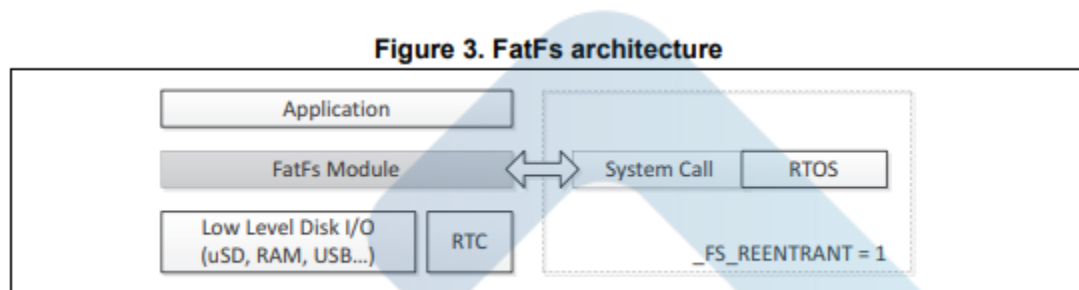 Figure 3. FatFs architecture
Application
FatFs Module
System Call
RTOS
Low Level Disk I/O
(uSD, RAM, USB...)
RTC
_FS_REENTRANT = 1